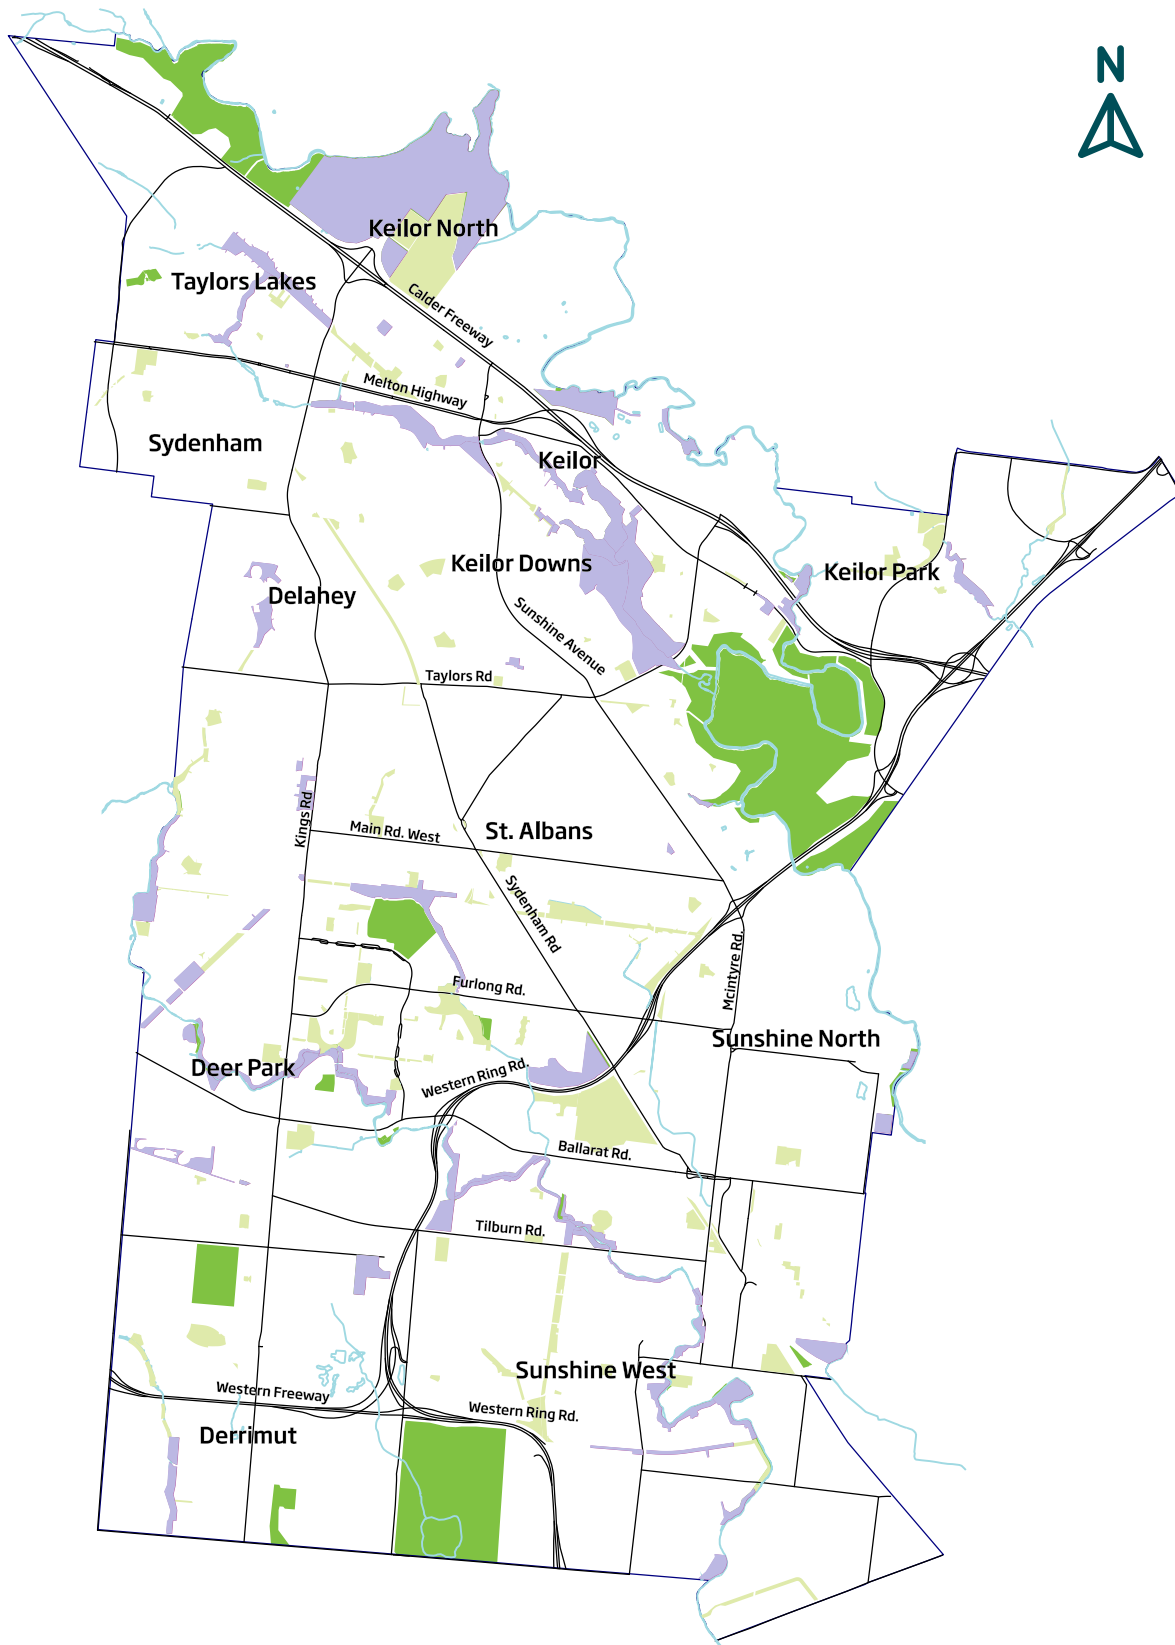 N
Keilor North
Taylors Lakes
Calder Freeway
Melton Highway
Sydenham
Keilor
Keilor Downs
Keilor Park
Delahey
Sunshine Avenue
Taylors Rd
Kings Rd
Main Rd. West
St. Albans
Sydenham Rd
Mcintyre Rd.
Furlong Rd.
Sunshine North
Deer Park
Western Ring Rd.
Ballarat Rd.
Tilburn Rd.
Sunshine West
Western Freeway
Western Ring Rd.
Derrimut